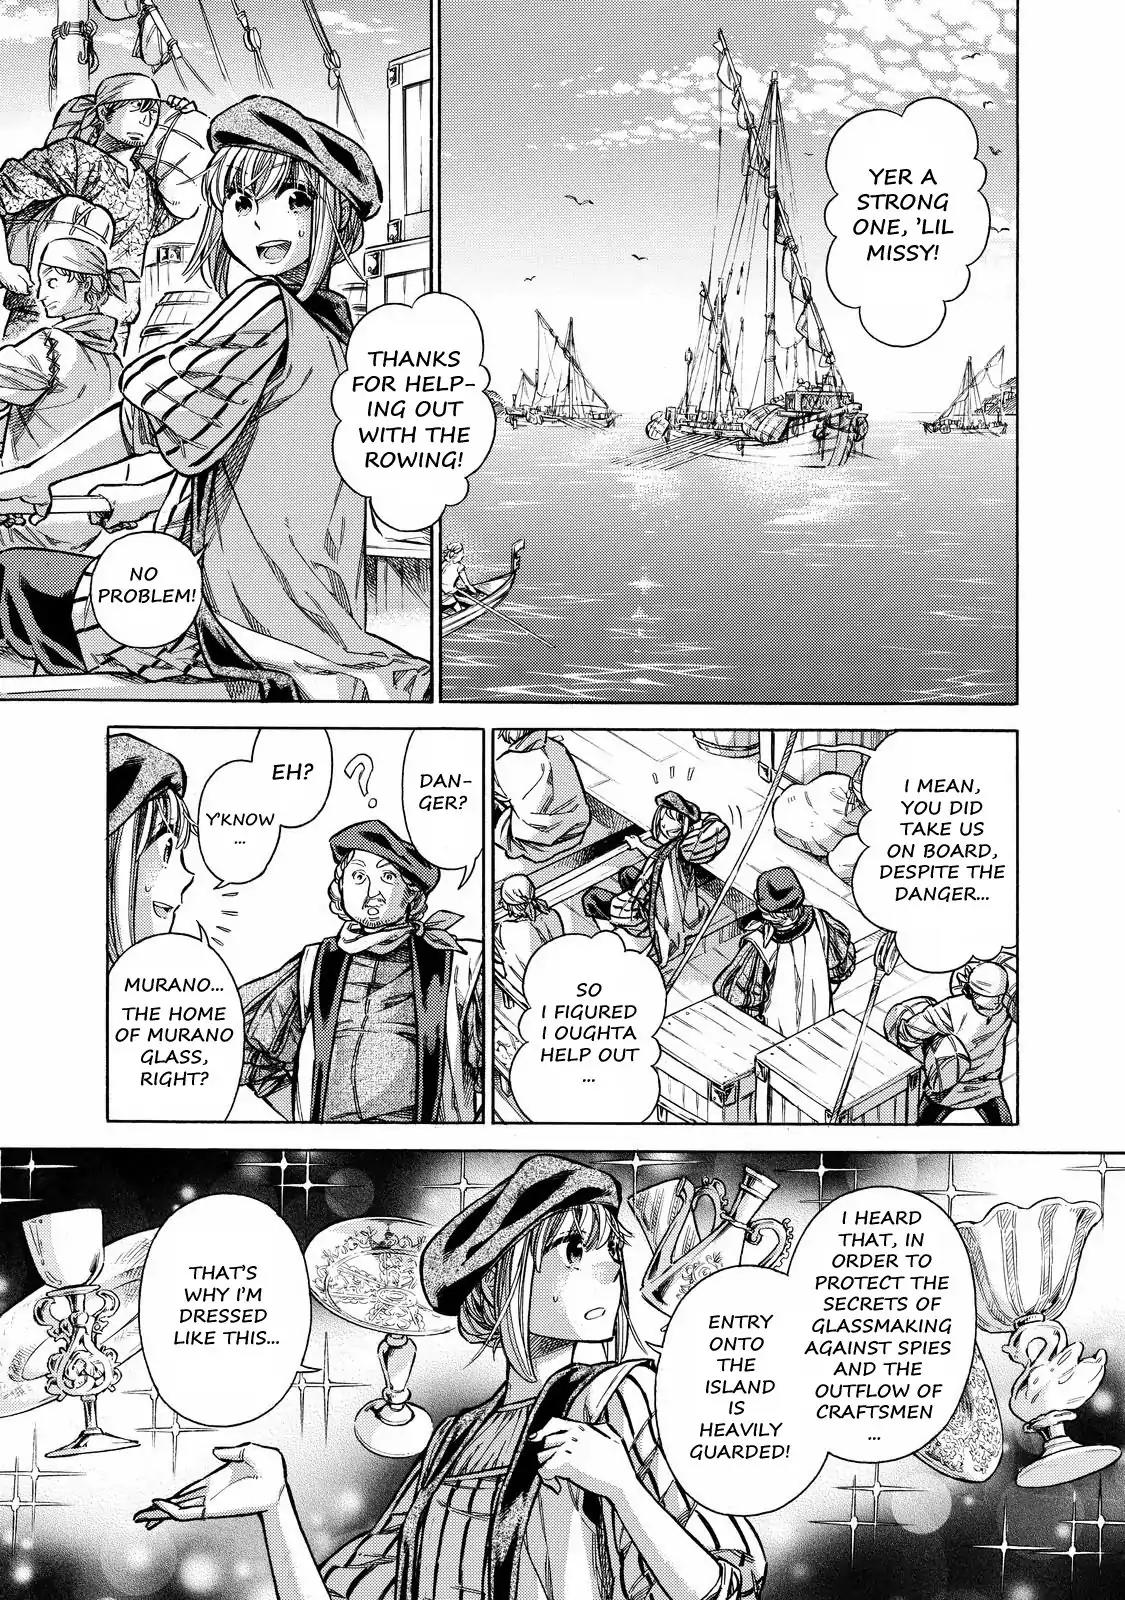 YER A
STRONG
ONE, 'LIL
MISSY!
THANKS
FOR HELP-
ING OUT
WITH THE
ROWING!
NO
PROBLEM!
I MEAN,
YOU DID
TAKE US
ON BOARD,
DESPITE THE
DANGER...
SO
I FIGURED
I OUGHTA
HELP OUT
...
DAN-
GER?
?
EH?
Y'KNOW
...
MURANO...
THE HOME
OF MURANO
GLASS,
RIGHT?
I HEARD
THAT, IN
ORDER TO
PROTECT THE
SECRETS OF
GLASSMAKING
AGAINST SPIES
AND THE
OUTFLOW OF
CRAFTSMEN
...
ENTRY
ONTO
THE
ISLAND IS
HEAVILY
GUARDED!
THAT'S
WHY I'M
DRESSED
LIKE THIS...